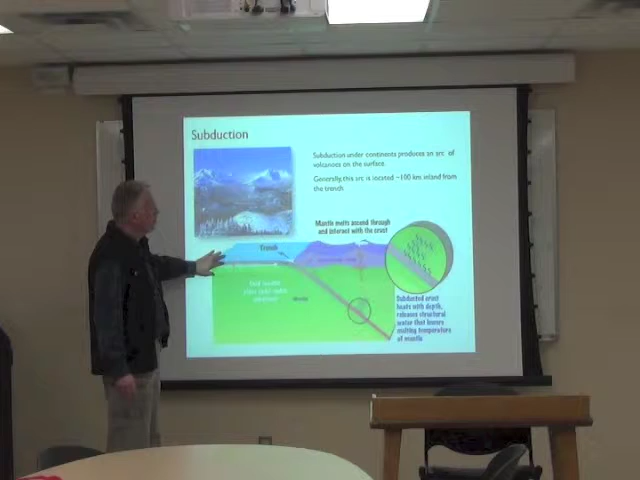 Subduction
Subduction under continents produces an arc of
volcanoes on the surface.
Generally, this arc is located ~100 km inland from
the trench
Mantle melts ascend through
and interact with the crust
Trench
Subducted crust
heats with depth,
releases structural
water that lowers
melting temperature
of mantle